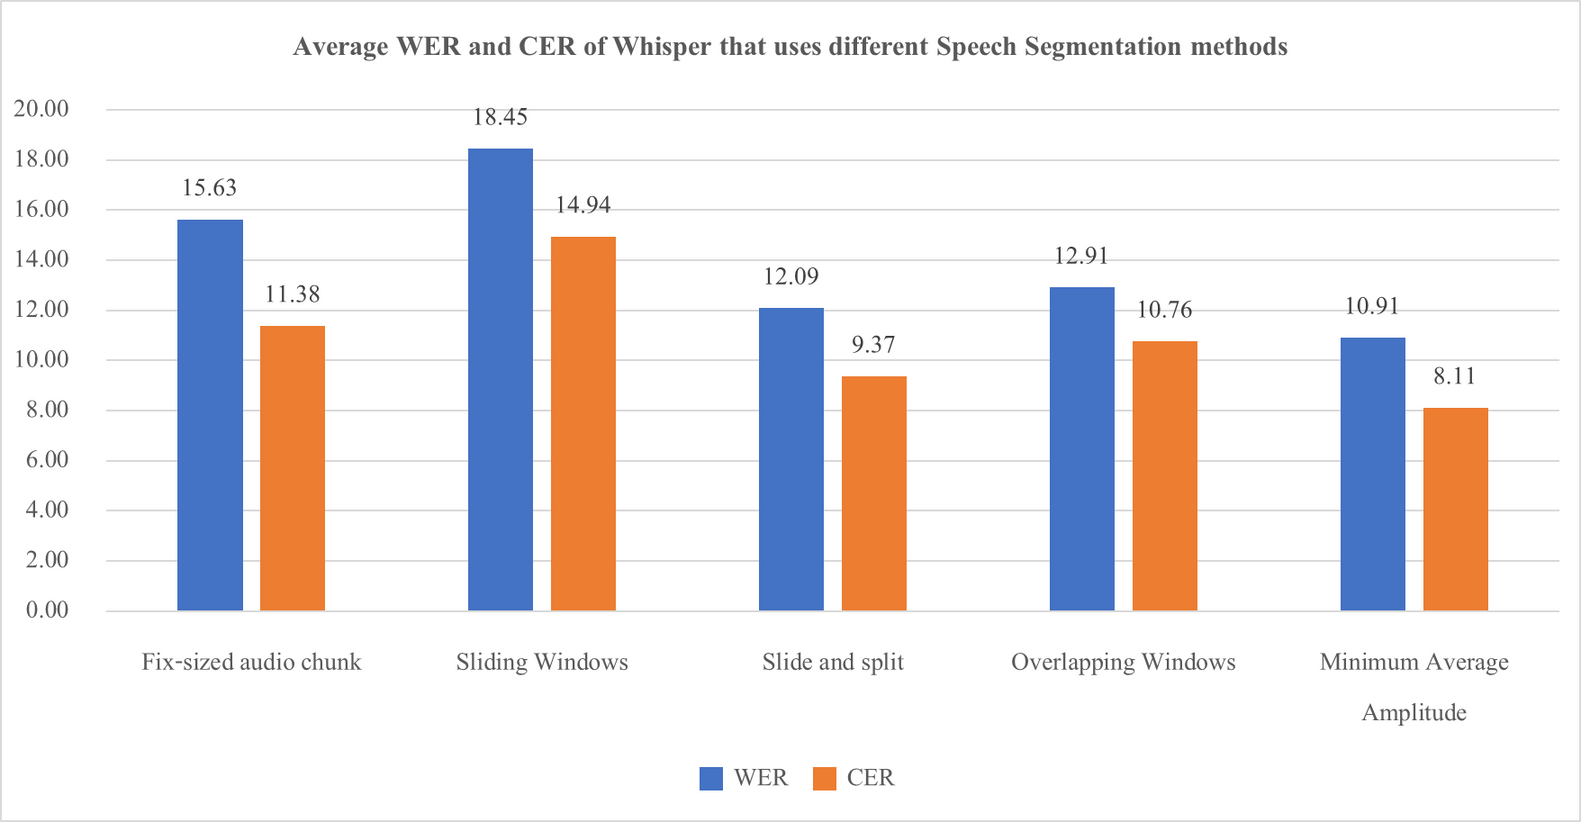 Average WER and CER of Whisper that uses different Speech Segmentation methods
20.00
18.00
16.00
14.00
12.00
10.00
8.00
6.00
4.00
2.00
0.00
15.63
11.38
18.45
14.94
12.09
9.37
12.91
10.76
10.91
8.11
Fix-sized audio chunk
Sliding Windows
Slide and split
Overlapping Windows
Minimum Average
Amplitude
WER
CER